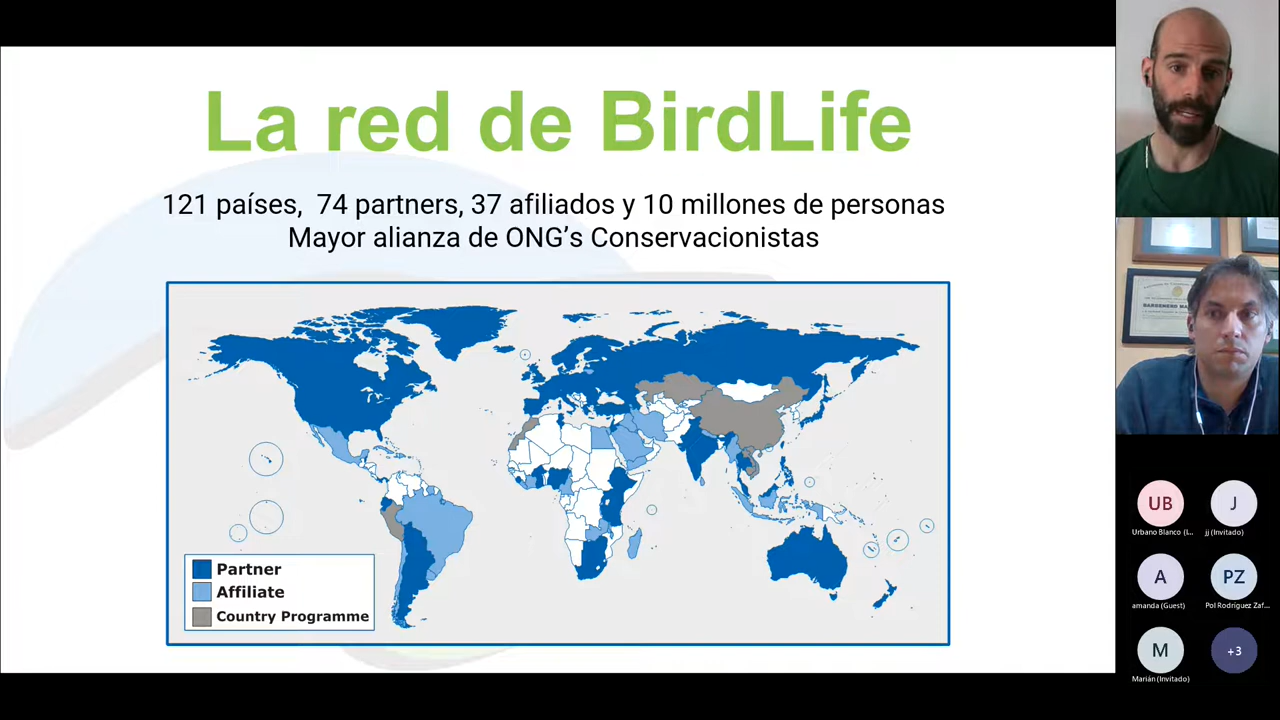 La red de BirdLife
121 países, 74 partners, 37 afiliados y 10 millones de personas
Mayor alianza de ONG's Conservacionistas
Partner
Affiliate
Country Programme
UB
Urbano Blanco (I...
J
jj (Invitado)
A
amanda (Guest)
PZ
Pol Rodríguez Zaf...
M
Marián (Invitado)
+3